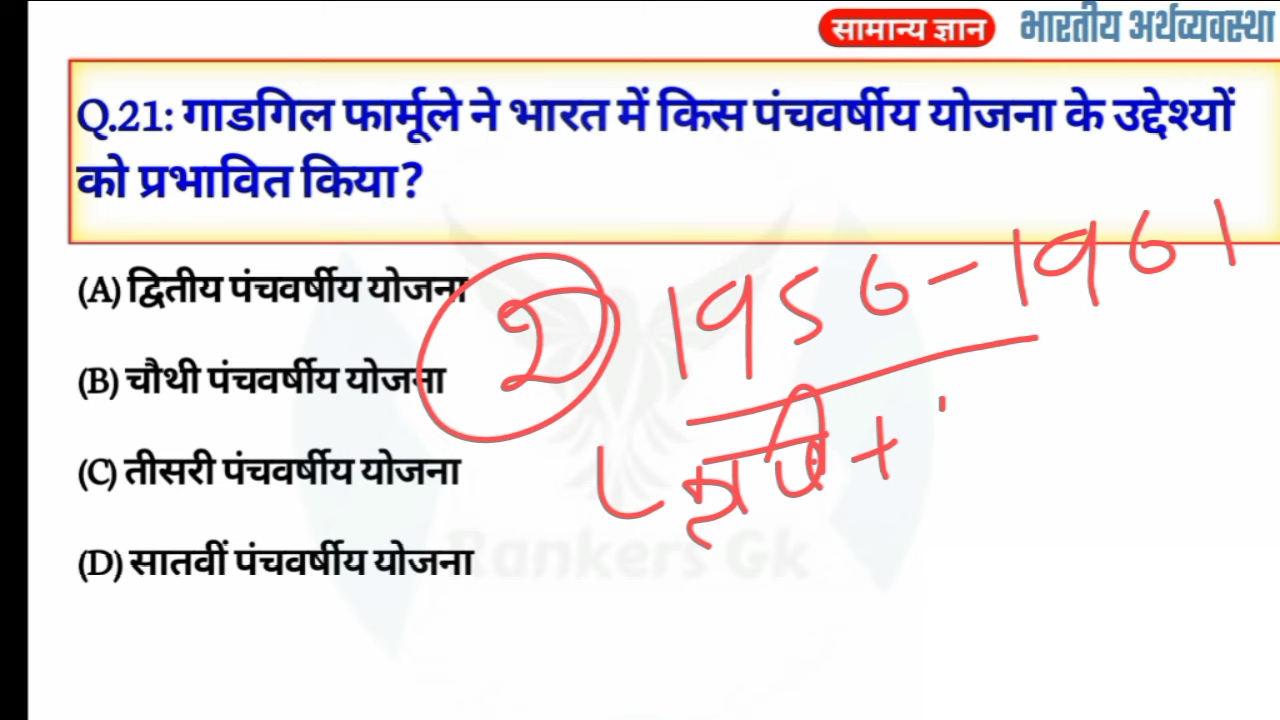 सामान्य ज्ञान भारतीय अर्थव्यवस्था
Q.21: गाडगिल फार्मूले ने भारत में किस पंचवर्षीय योजना के उद्देश्यों
को प्रभावित किया?
(A) द्वितीय पंचवर्षीय योजना
(B) चौथी पंचवर्षीय योजना
(C) तीसरी पंचवर्षीय योजना
(D) सातवीं पंचवर्षीय योजना
2 1956-1961
Rankers Gk